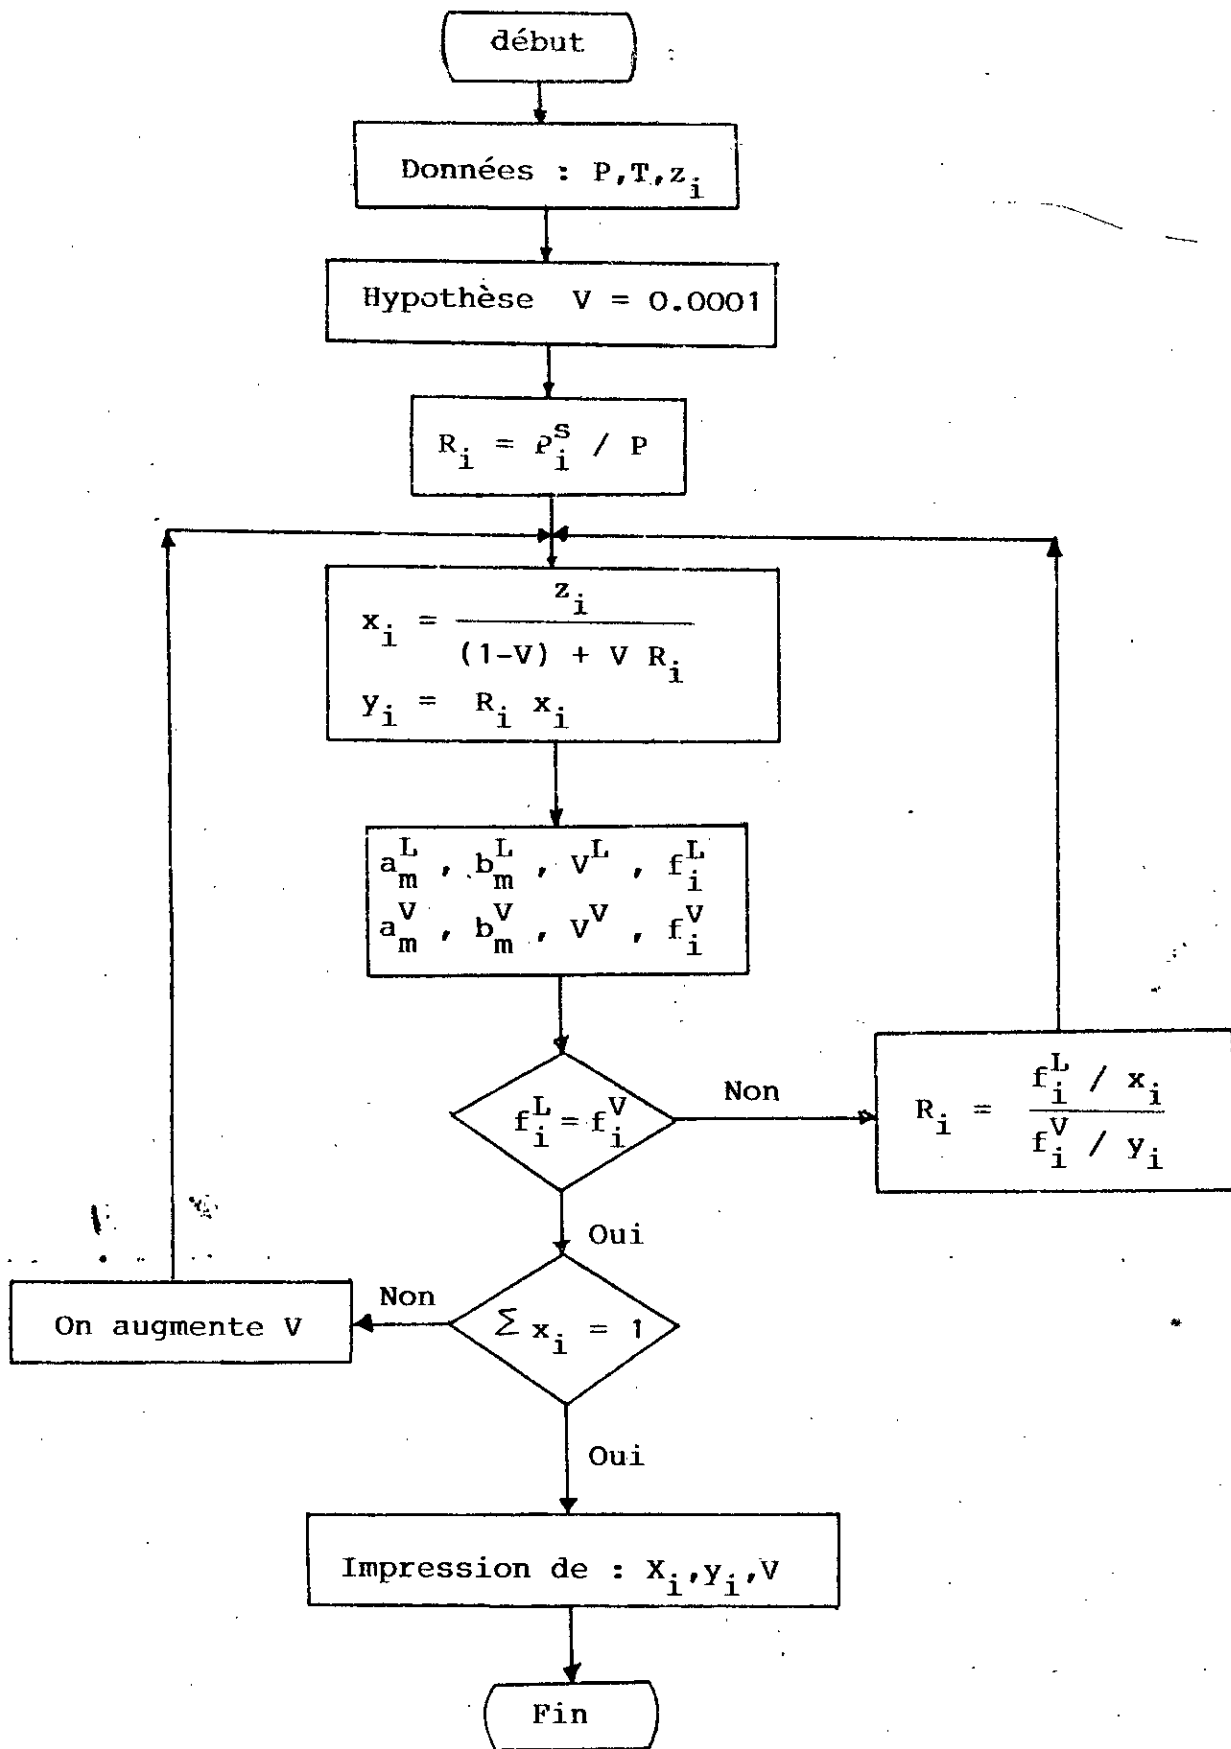 début
Données : P,T,z_i
Hypothèse V = 0.0001
R_i = P_i^s / P
x_i = z_i / ((1-V) + V R_i)
y_i = R_i x_i
a_m^L , b_m^L , V^L , f_i^L
a_m^V , b_m^V , V^V , f_i^V
f_i^L = f_i^V
Non
R_i = (f_i^L / x_i) / (f_i^V / y_i)
Oui
On augmente V
Non
Σ x_i = 1
Oui
Impression de : X_i,y_i,V
Fin